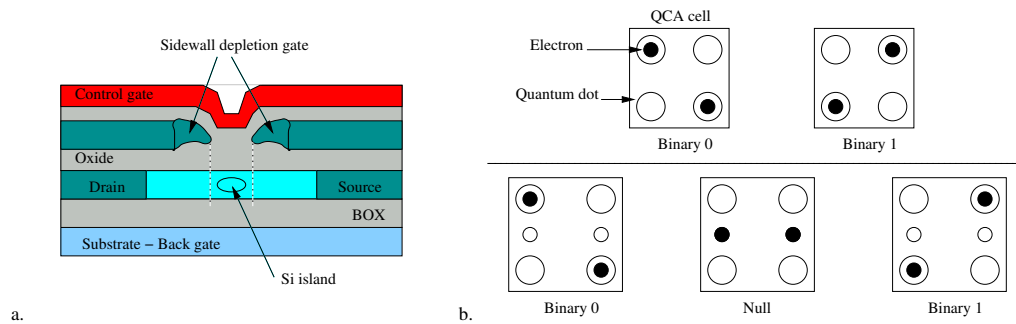 Sidewall depletion gate
Control gate
Oxide
Drain
Source
BOX
Substrate − Back gate
Si island
a.
QCA cell
Electron
Quantum dot
Binary 0
Binary 1
Binary 0
Null
Binary 1
b.